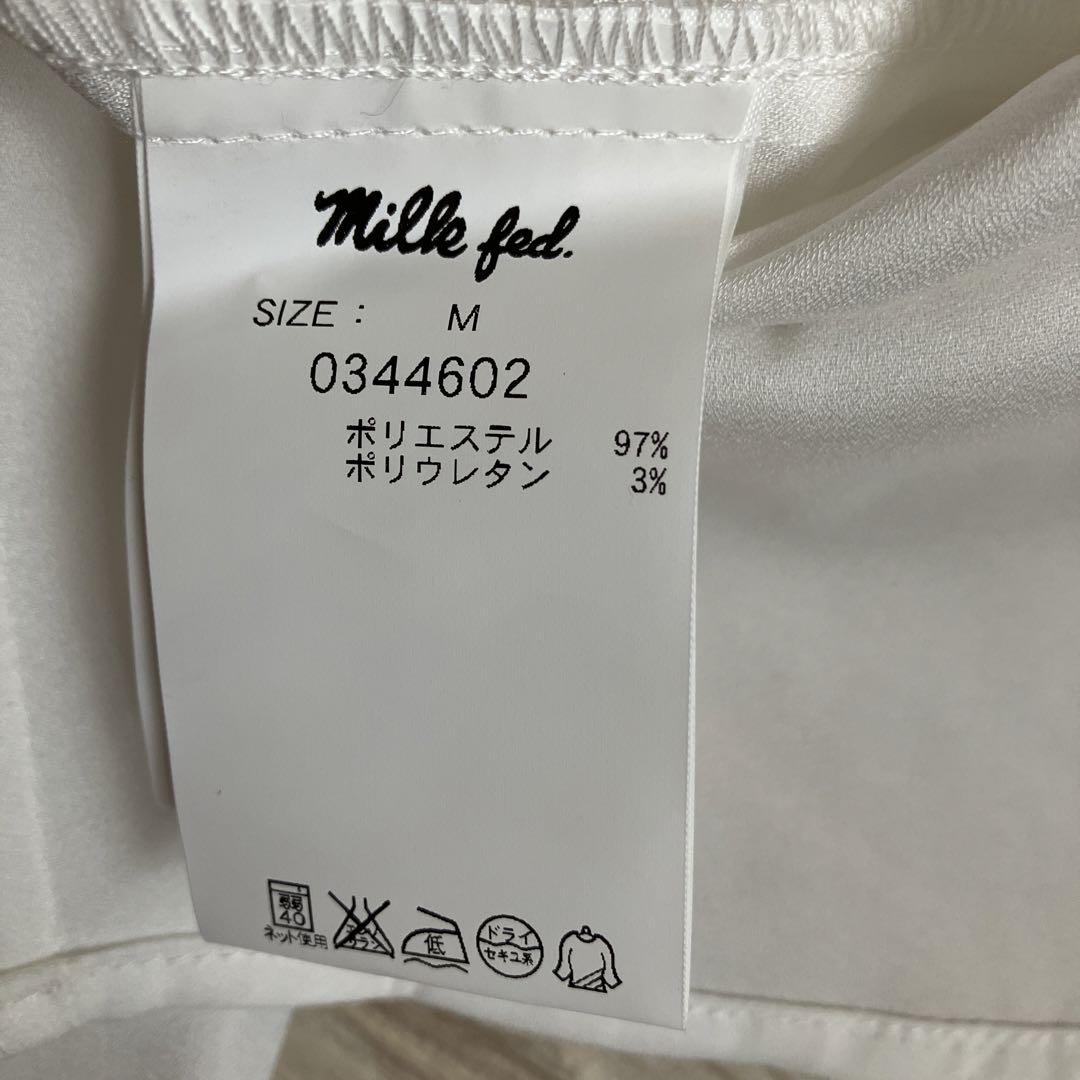 Milk fed.
SIZE : M
0344602
ポリエステル 97%
ポリウレタン 3%
弱 40
ネット使用
低
ドライ
セキユ系